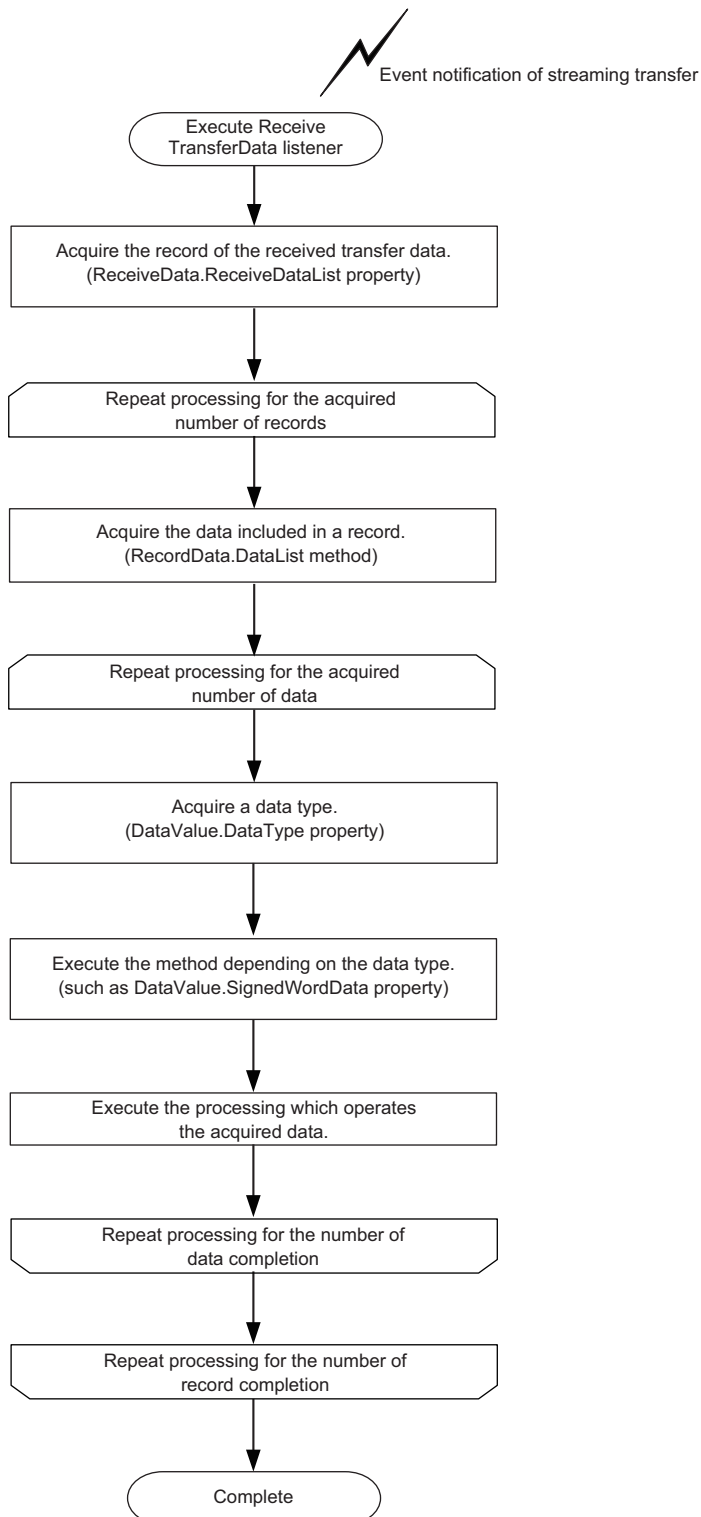 Event notification of streaming transfer
Execute Receive
TransferData listener
Acquire the record of the received transfer data.
(ReceiveData.ReceiveDataList property)
Repeat processing for the acquired
number of records
Acquire the data included in a record.
(RecordData.DataList method)
Repeat processing for the acquired
number of data
Acquire a data type.
(DataValue.DataType property)
Execute the method depending on the data type.
(such as DataValue.SignedWordData property)
Execute the processing which operates
the acquired data.
Repeat processing for the number of
data completion
Repeat processing for the number of
record completion
Complete